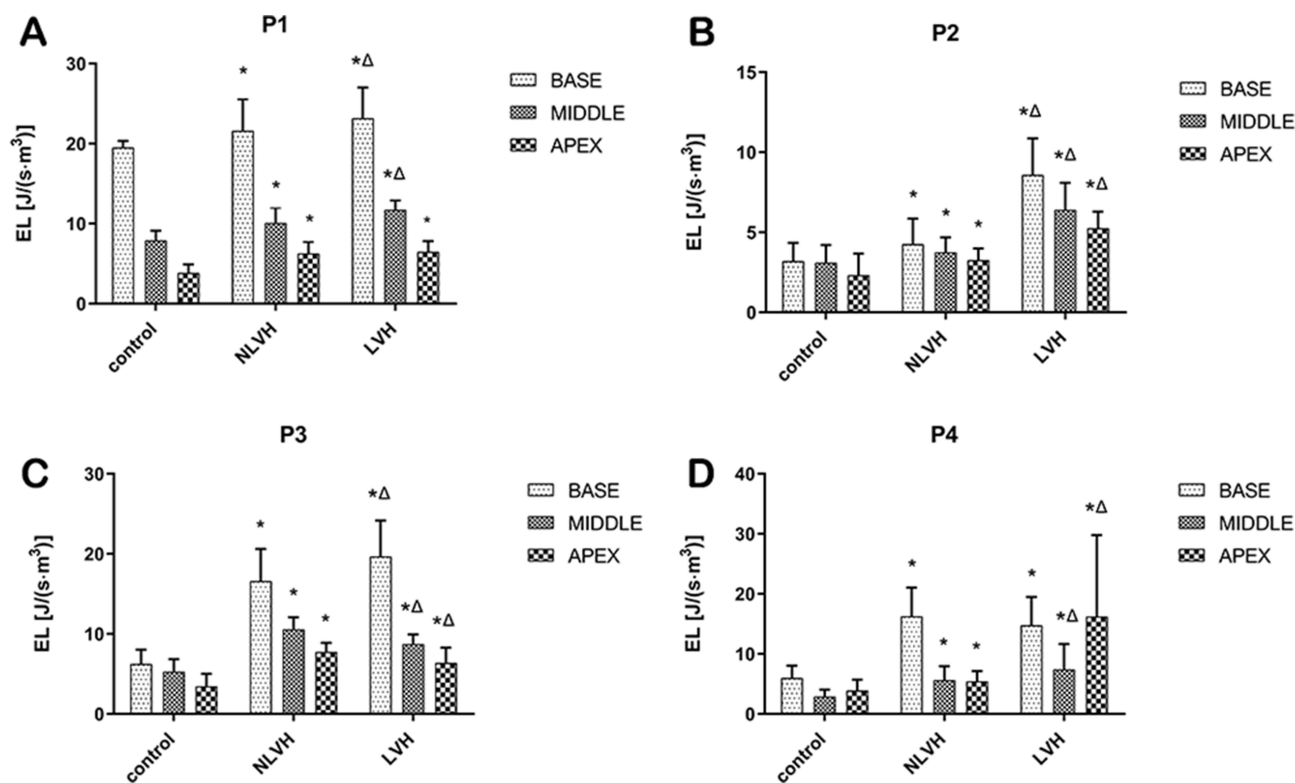 A
P1
EL [J/(s·m³)]
30
20
10
0
*
*
*
*Δ
*Δ
*
control
NLVH
LVH
BASE
MIDDLE
APEX
B
P2
EL [J/(s·m³)]
15
10
5
0
*
*
*
*Δ
*Δ
*Δ
control
NLVH
LVH
BASE
MIDDLE
APEX
C
P3
EL [J/(s·m³)]
30
20
10
0
*
*
*
*Δ
*Δ
*Δ
control
NLVH
LVH
BASE
MIDDLE
APEX
D
P4
EL [J/(s·m³)]
40
30
20
10
0
*
*
*
*
*Δ
*Δ
control
NLVH
LVH
BASE
MIDDLE
APEX